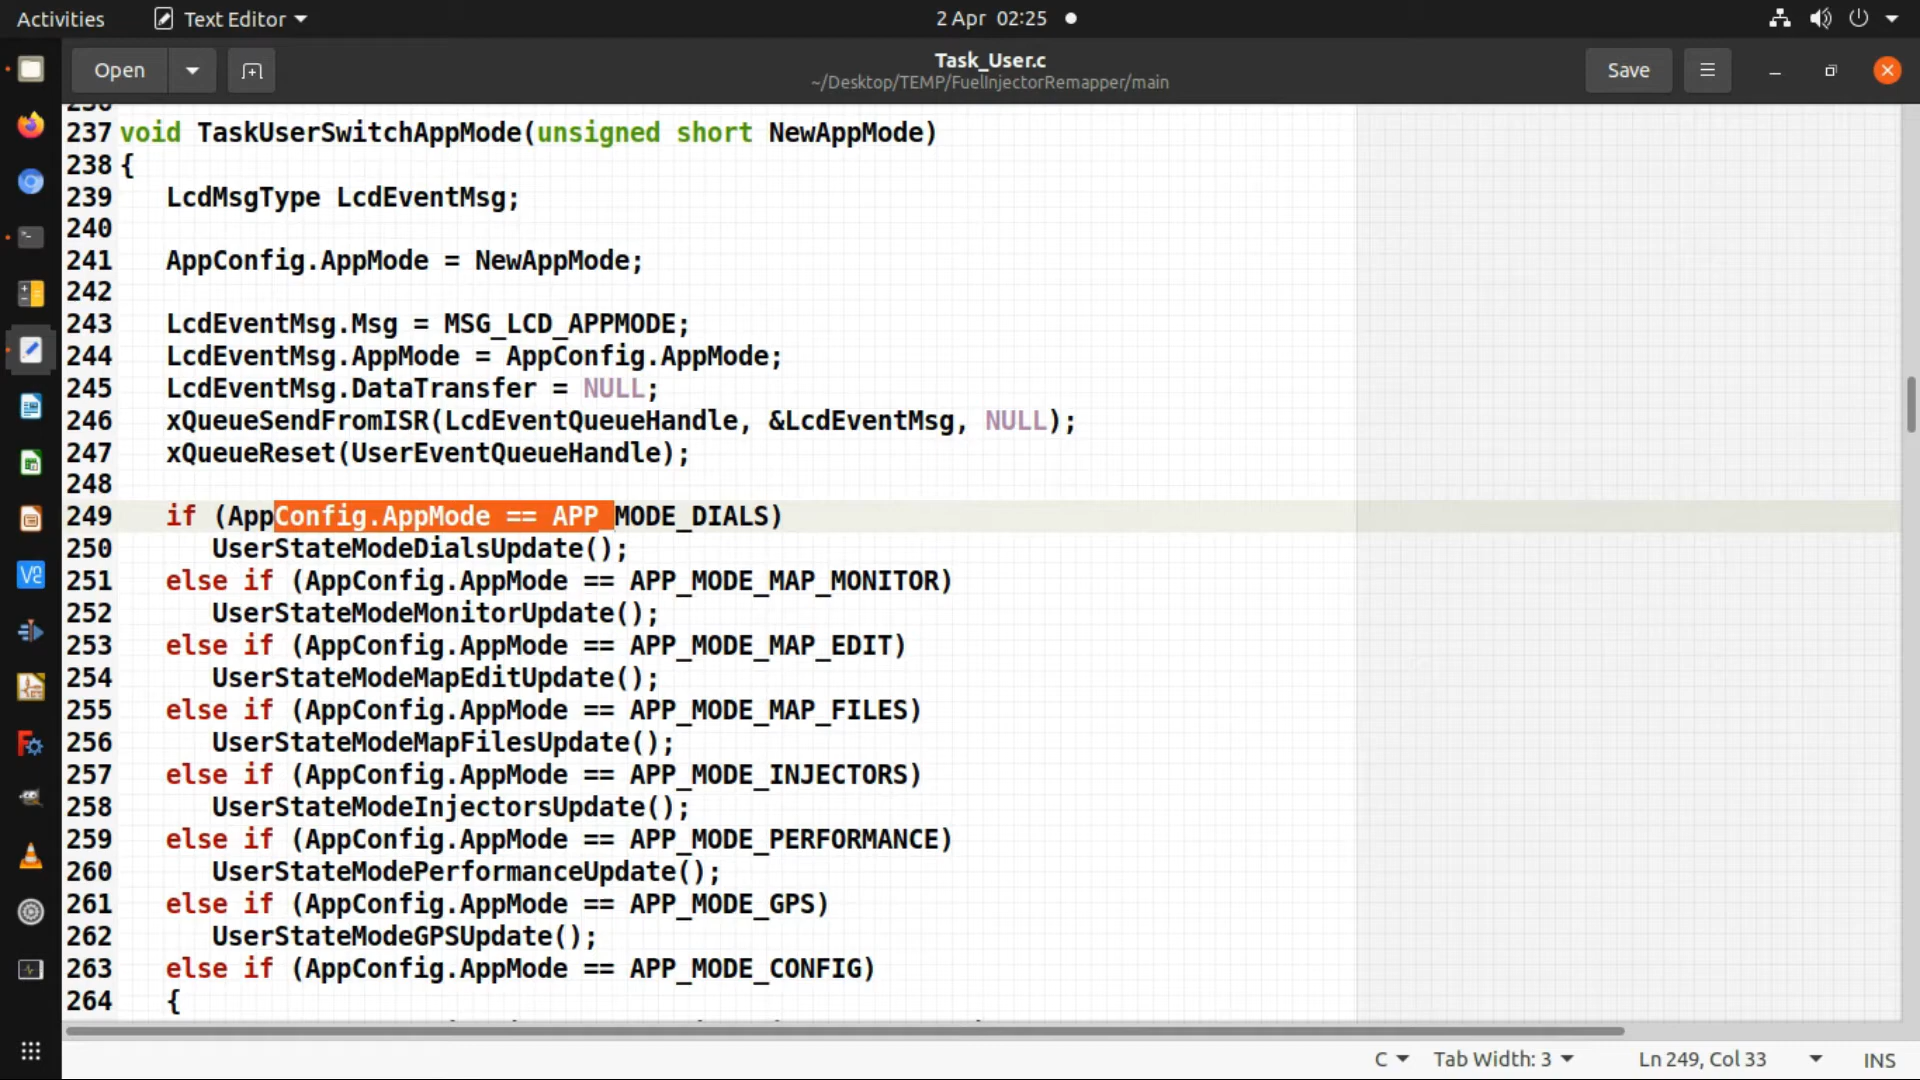 Activities
Text Editor
2 Apr 02:25
Open
Task_User.c
~/Desktop/TEMP/FuelInjectorRemapper/main
Save
237 void TaskUserSwitchAppMode(unsigned short NewAppMode)
238 {
239 LcdMsgType LcdEventMsg;
240
241 AppConfig.AppMode = NewAppMode;
242
243 LcdEventMsg.Msg = MSG_LCD_APPMODE;
244 LcdEventMsg.AppMode = AppConfig.AppMode;
245 LcdEventMsg.DataTransfer = NULL;
246 xQueueSendFromISR(LcdEventQueueHandle, &LcdEventMsg, NULL);
247 xQueueReset(UserEventQueueHandle);
248
249 if (AppConfig.AppMode == APP_MODE_DIALS)
250 UserStateModeDialsUpdate();
251 else if (AppConfig.AppMode == APP_MODE_MAP_MONITOR)
252 UserStateModeMonitorUpdate();
253 else if (AppConfig.AppMode == APP_MODE_MAP_EDIT)
254 UserStateModeMapEditUpdate();
255 else if (AppConfig.AppMode == APP_MODE_MAP_FILES)
256 UserStateModeMapFilesUpdate();
257 else if (AppConfig.AppMode == APP_MODE_INJECTORS)
258 UserStateModeInjectorsUpdate();
259 else if (AppConfig.AppMode == APP_MODE_PERFORMANCE)
260 UserStateModePerformanceUpdate();
261 else if (AppConfig.AppMode == APP_MODE_GPS)
262 UserStateModeGPSUpdate();
263 else if (AppConfig.AppMode == APP_MODE_CONFIG)
264 {
C
Tab Width: 3
Ln 249, Col 33
INS